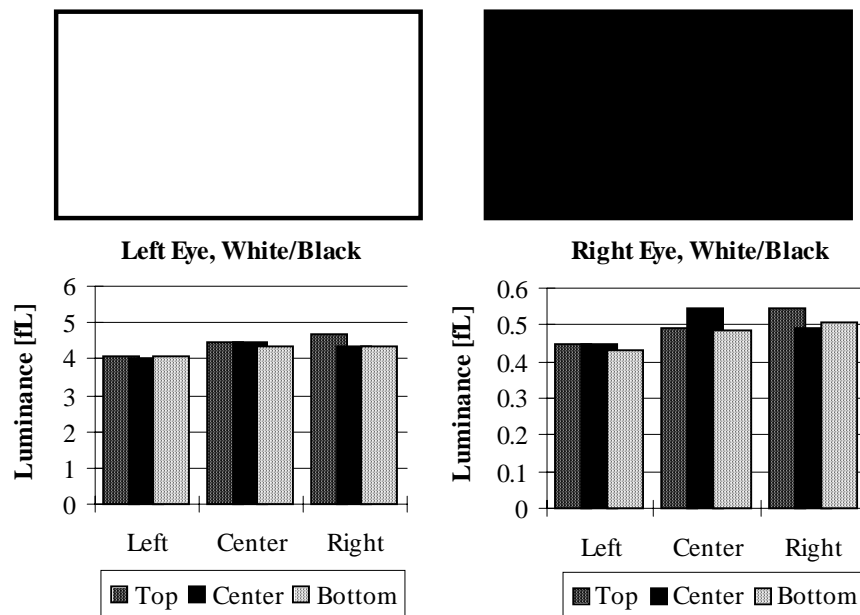 Left Eye, White/Black
Luminance [fL]
6
5
4
3
2
1
0
Left Center Right
Top Center Bottom
Right Eye, White/Black
Luminance [fL]
0.6
0.5
0.4
0.3
0.2
0.1
0
Left Center Right
Top Center Bottom